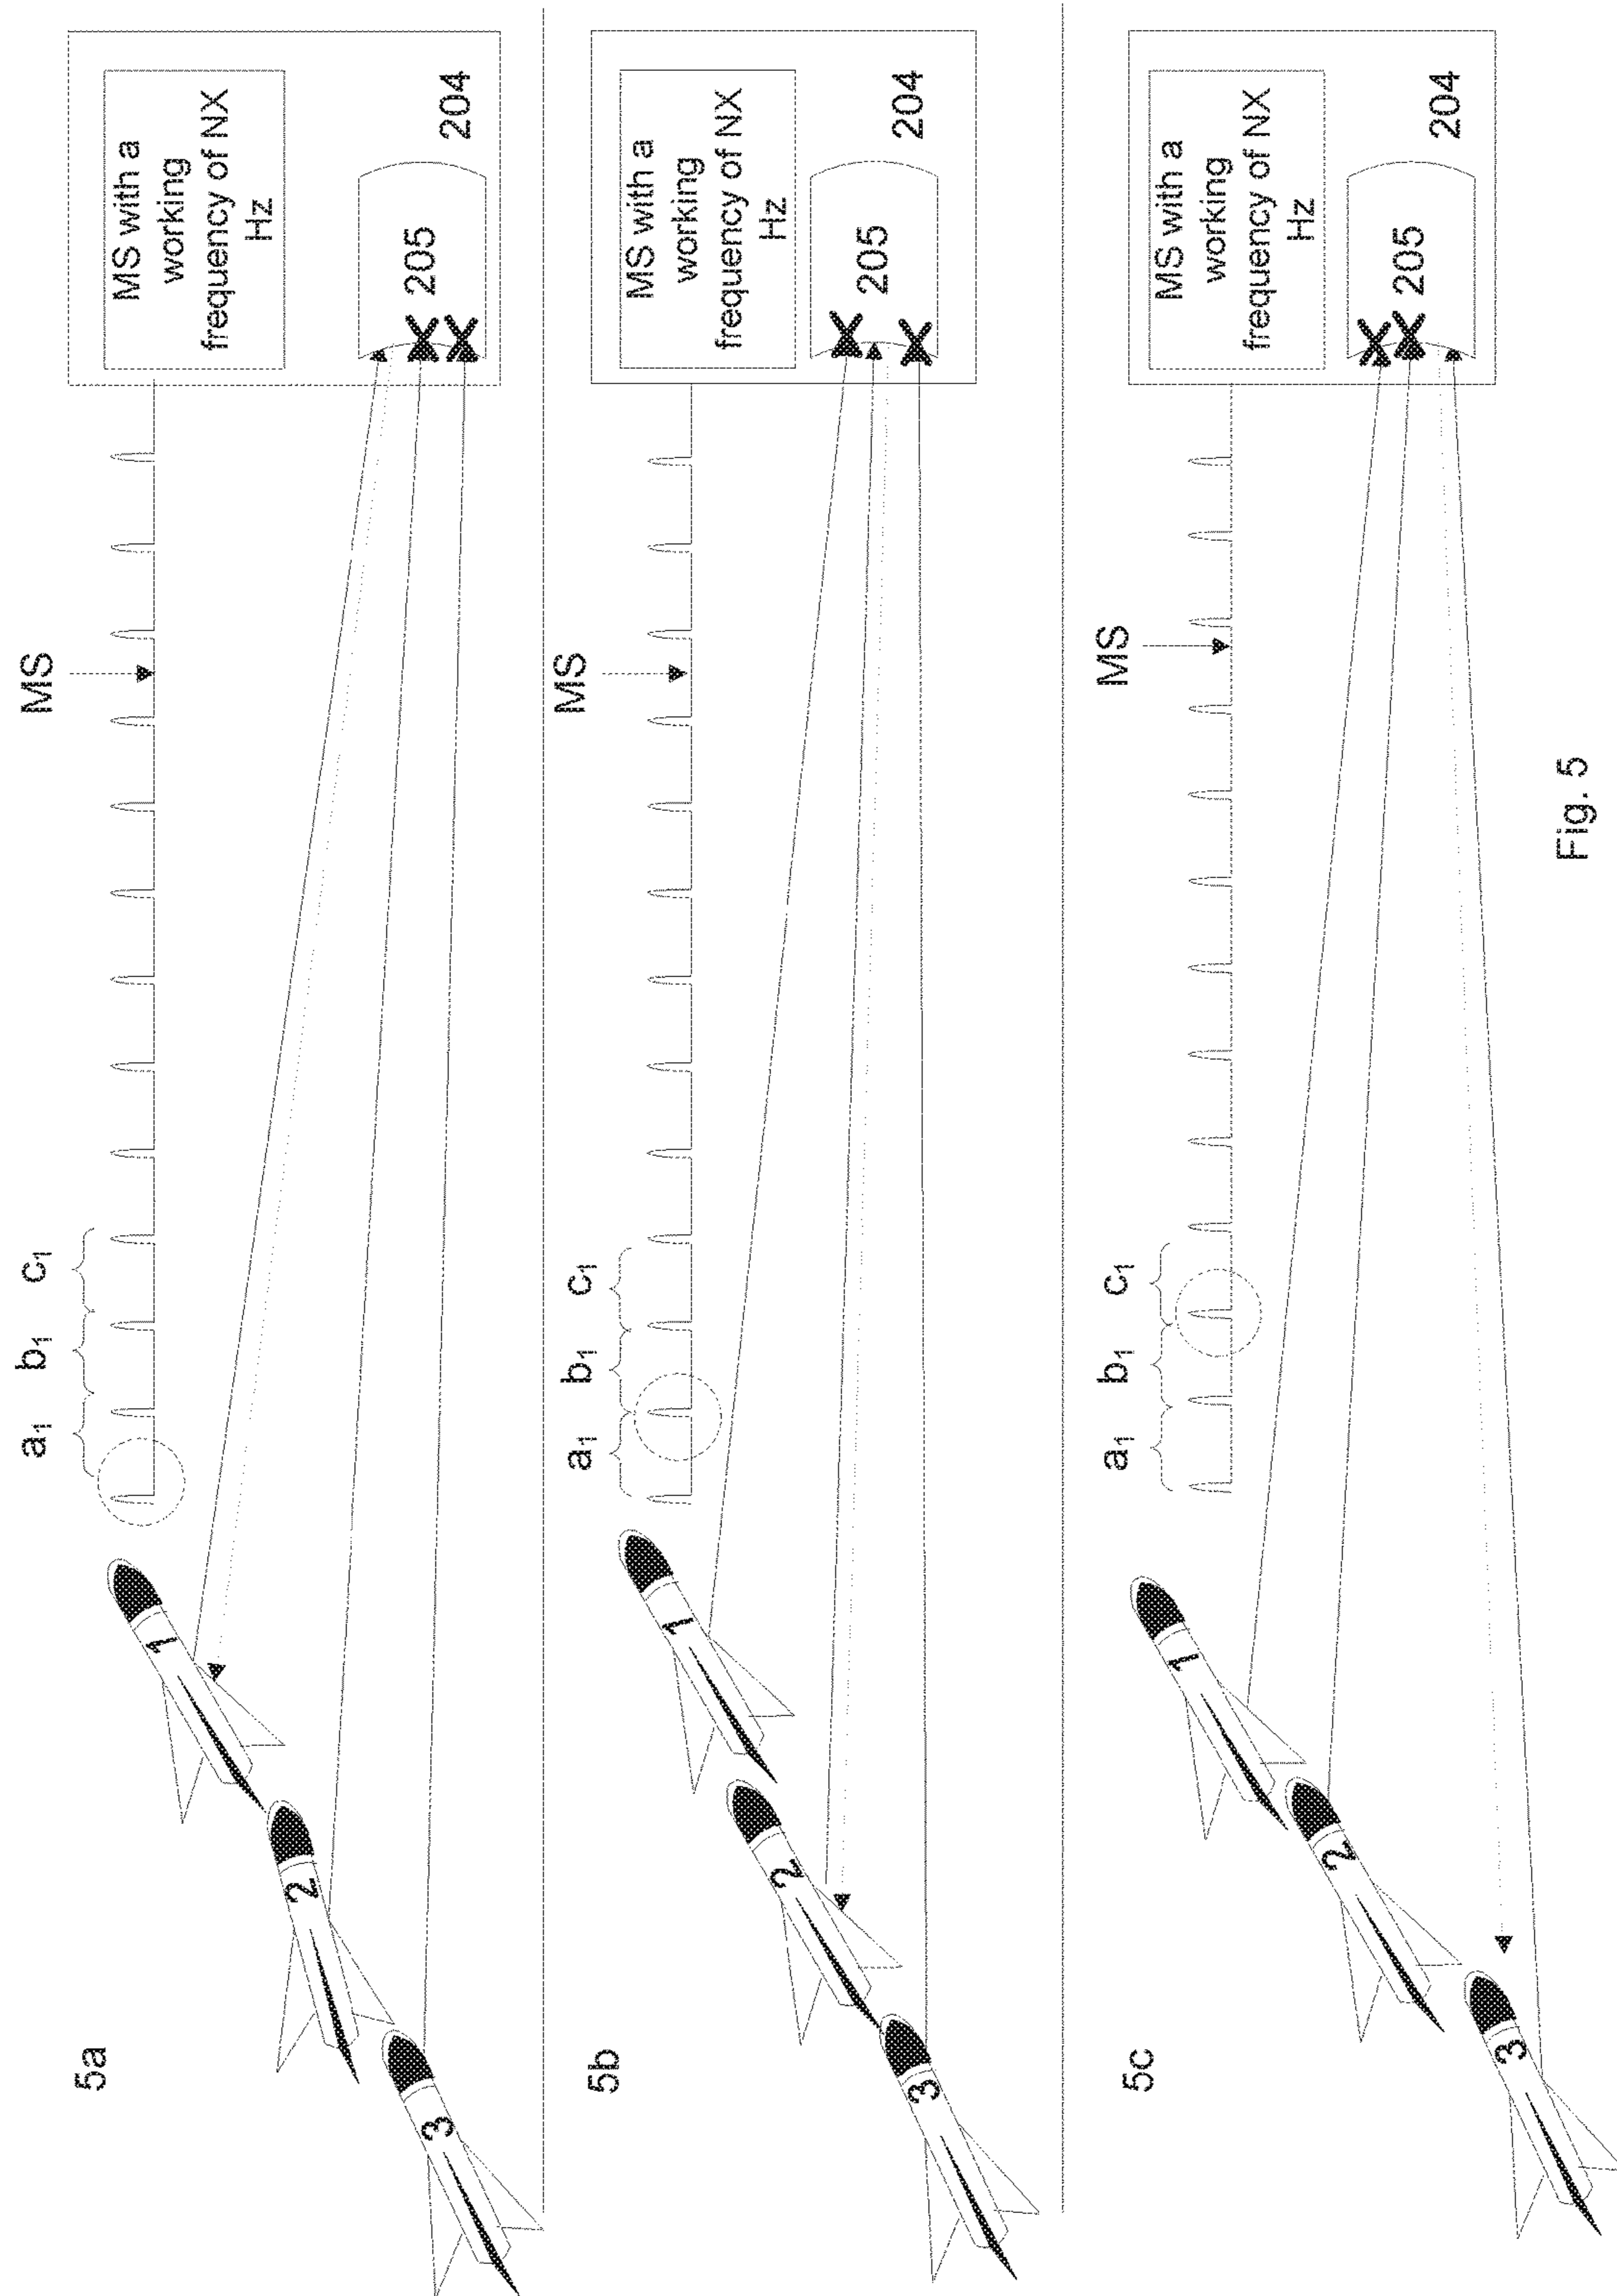 5a
a1
b1
c1
MS
MS with a
working
frequency of NX
Hz
1
2
3
205
204
5b
a1
b1
c1
MS
MS with a
working
frequency of NX
Hz
1
2
3
205
204
5c
a1
b1
c1
MS
MS with a
working
frequency of NX
Hz
1
2
3
205
204
Fig. 5